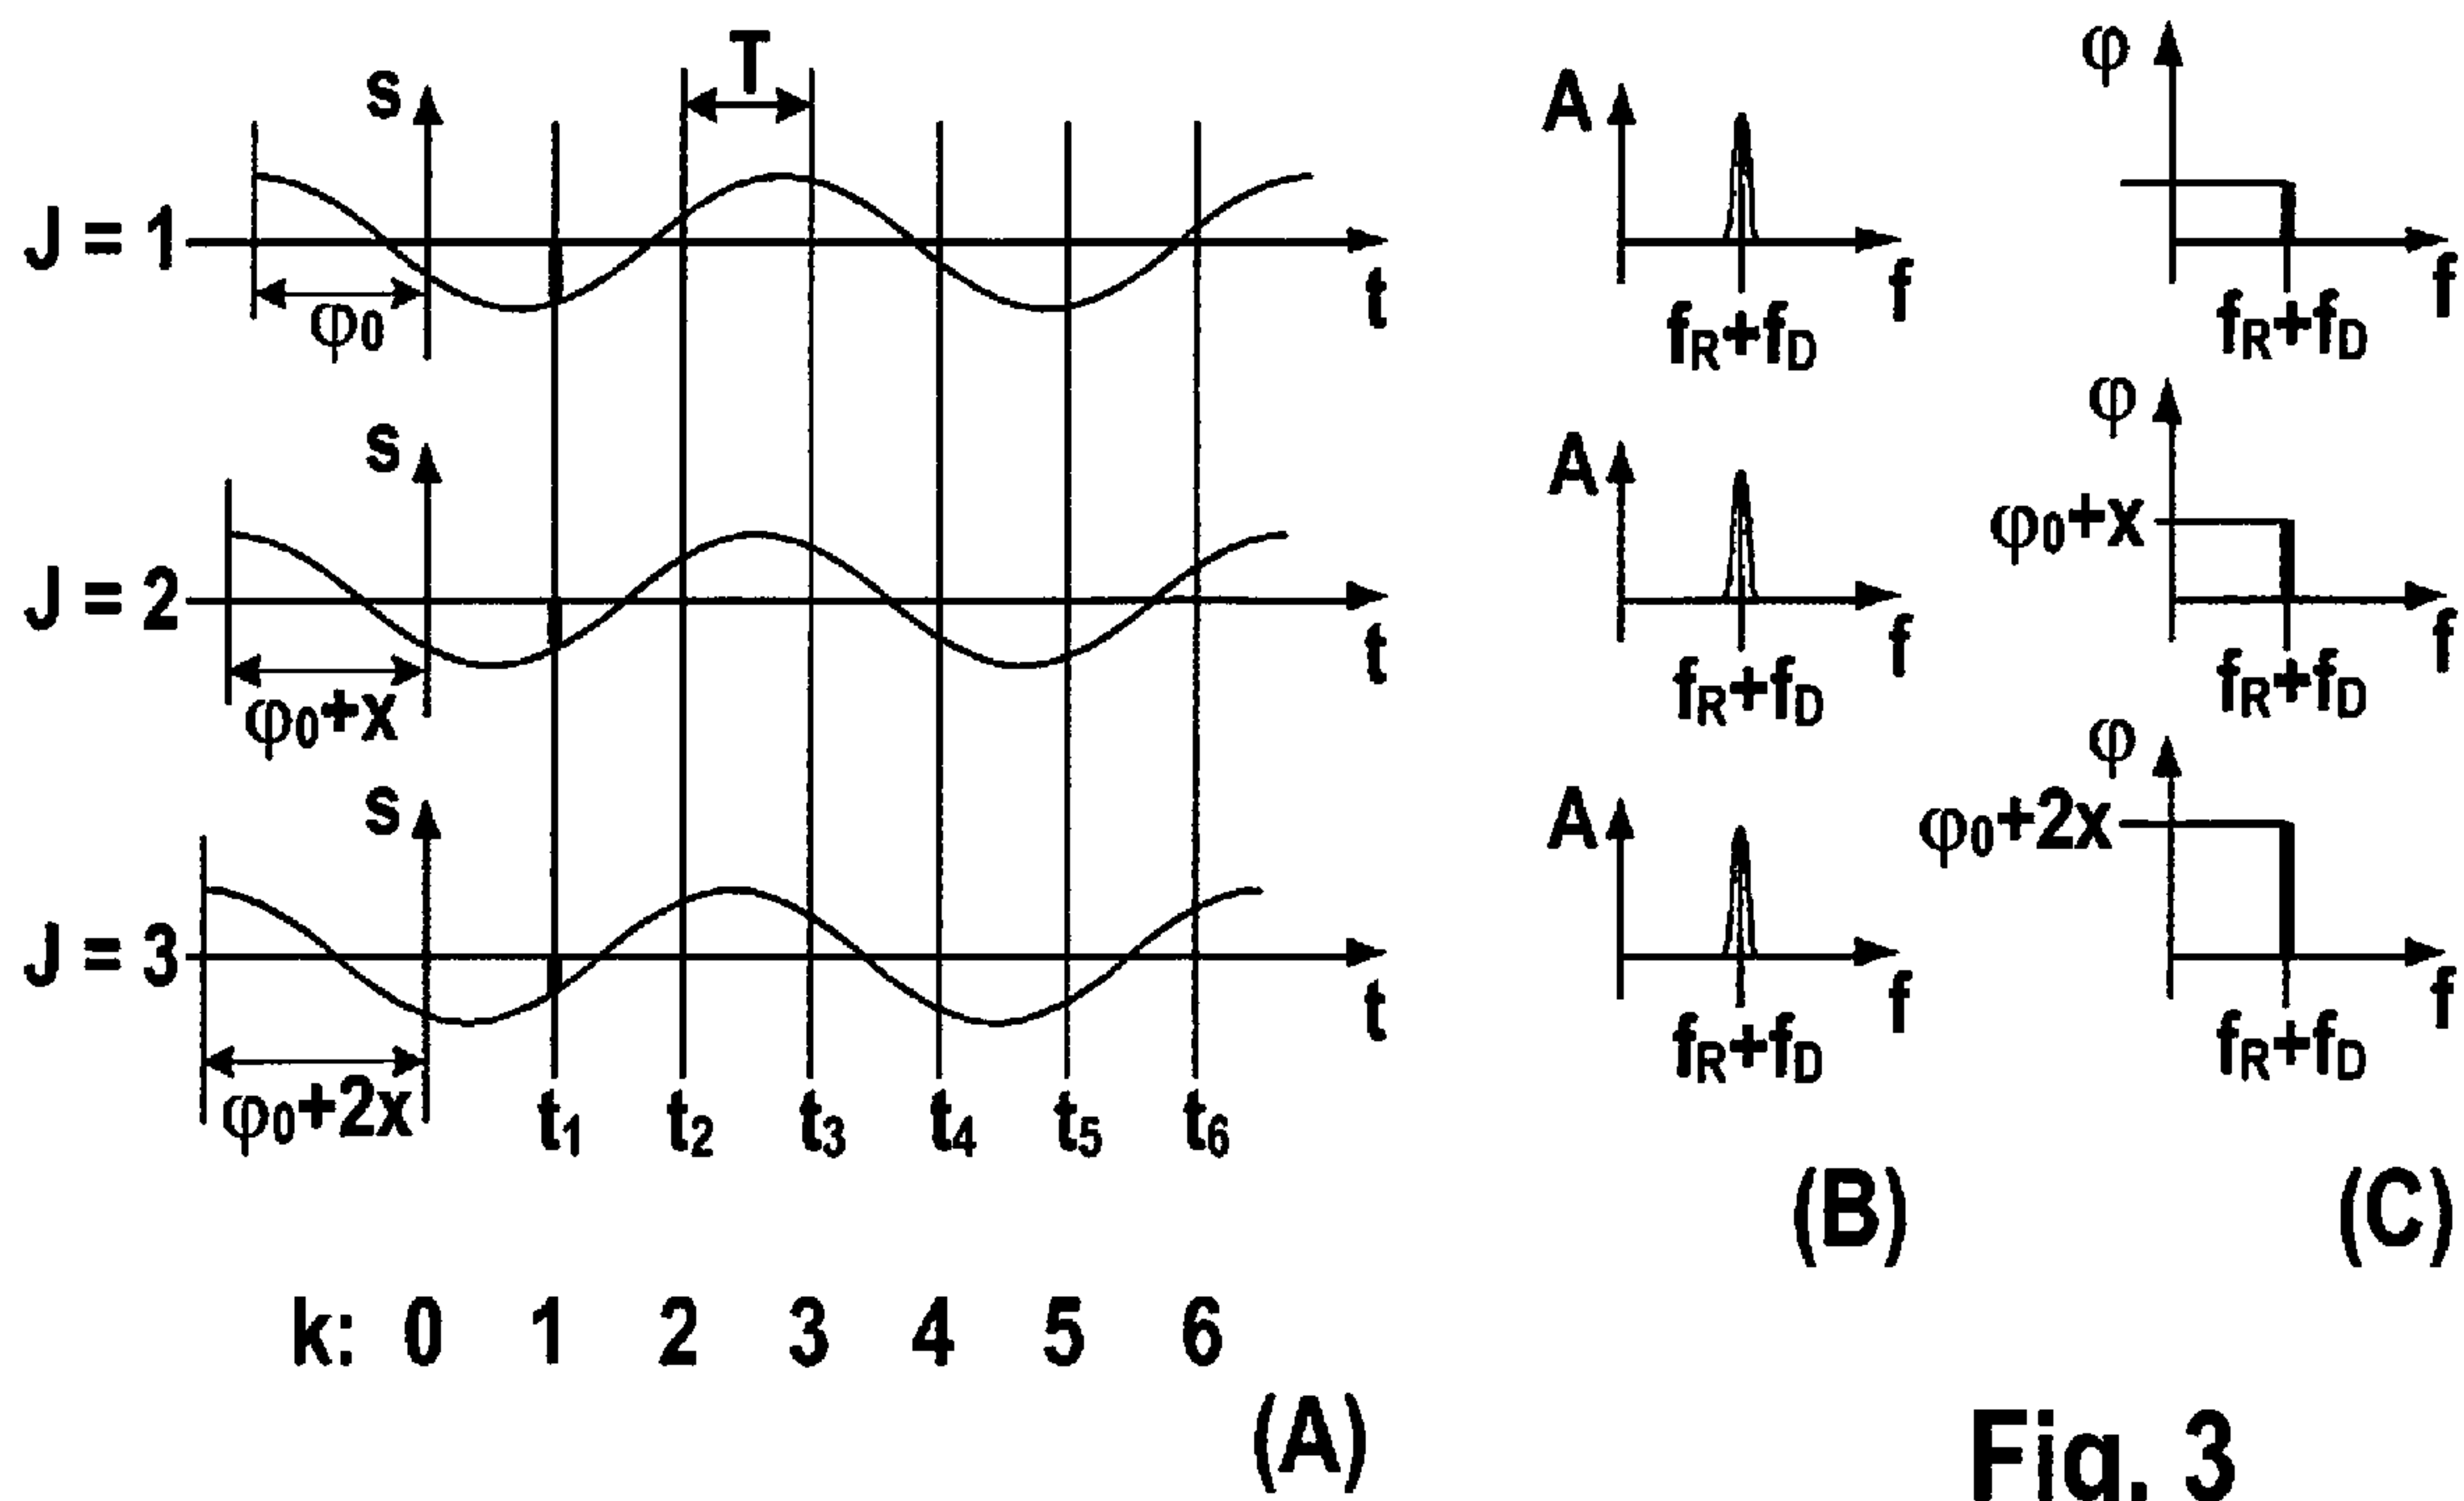 T
s
J = 1
φ0
t
A
fR+fD
f
φ
fR+fD
f
s
J = 2
φ0+x
t
A
fR+fD
f
φ
φ0+x
fR+fD
f
s
J = 3
φ0+2x
t
A
fR+fD
f
φ
φ0+2x
fR+fD
f
t1 t2 t3 t4 t5 t6
k: 0 1 2 3 4 5 6
(A)
(B)
(C)
Fig. 3